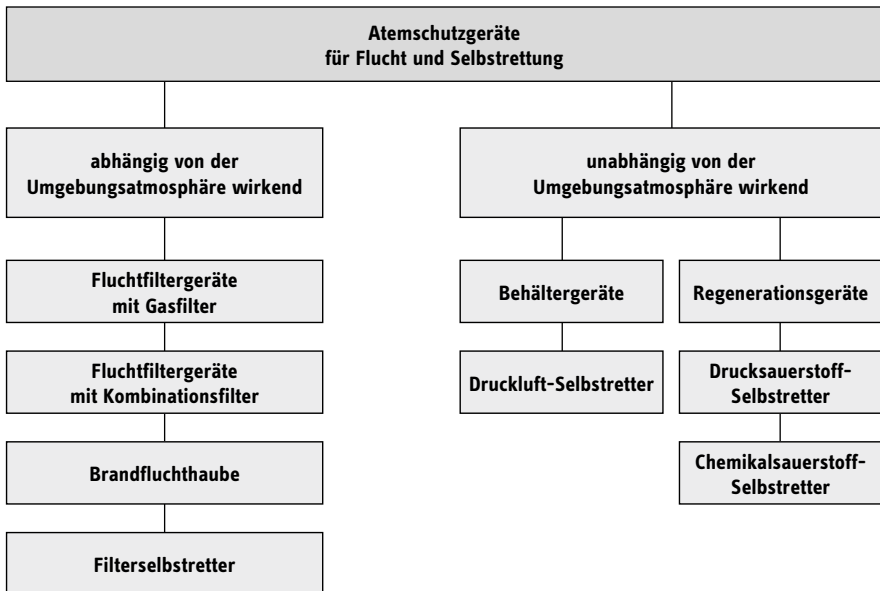 Atemschutzgeräte
für Flucht und Selbstrettung
abhängig von der
Umgebungsatmosphäre wirkend
unabhängig von der
Umgebungsatmosphäre wirkend
Fluchtfiltergeräte
mit Gasfilter
Behältergeräte
Regenerationsgeräte
Fluchtfiltergeräte
mit Kombinationsfilter
Druckluft-Selbstretter
Drucksauerstoff-
Selbstretter
Brandfluchthaube
Chemikalsauerstoff-
Selbstretter
Filterselbstretter